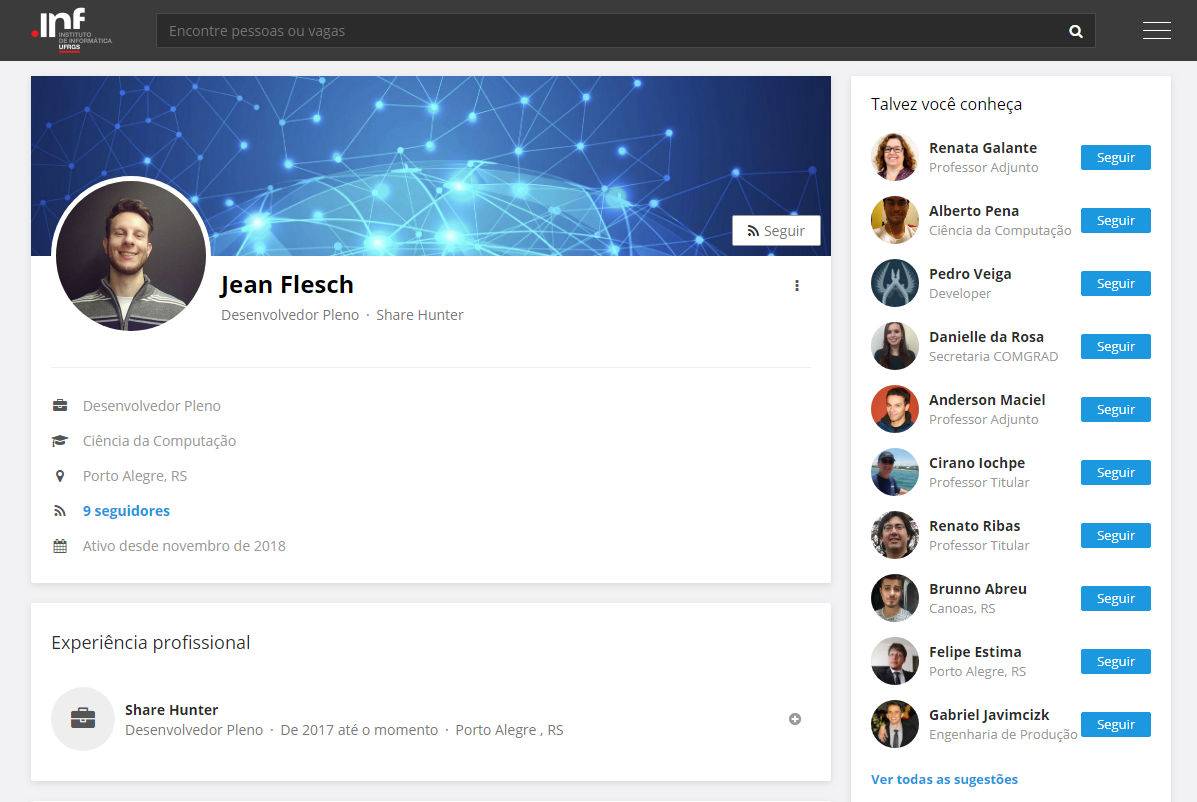 .inf
INSTITUTO
DE INFORMÁTICA
UFRGS
Encontre pessoas ou vagas
Seguir
Jean Flesch
Desenvolvedor Pleno · Share Hunter
Desenvolvedor Pleno
Ciência da Computação
Porto Alegre, RS
9 seguidores
Ativo desde novembro de 2018
Experiência profissional
Share Hunter
Desenvolvedor Pleno · De 2017 até o momento · Porto Alegre , RS
Talvez você conheça
Renata Galante
Professor Adjunto
Seguir
Alberto Pena
Ciência da Computação
Seguir
Pedro Veiga
Developer
Seguir
Danielle da Rosa
Secretaria COMGRAD
Seguir
Anderson Maciel
Professor Adjunto
Seguir
Cirano Iochpe
Professor Titular
Seguir
Renato Ribas
Professor Titular
Seguir
Brunno Abreu
Canoas, RS
Seguir
Felipe Estima
Porto Alegre, RS
Seguir
Gabriel Javimcizk
Engenharia de Produção
Seguir
Ver todas as sugestões